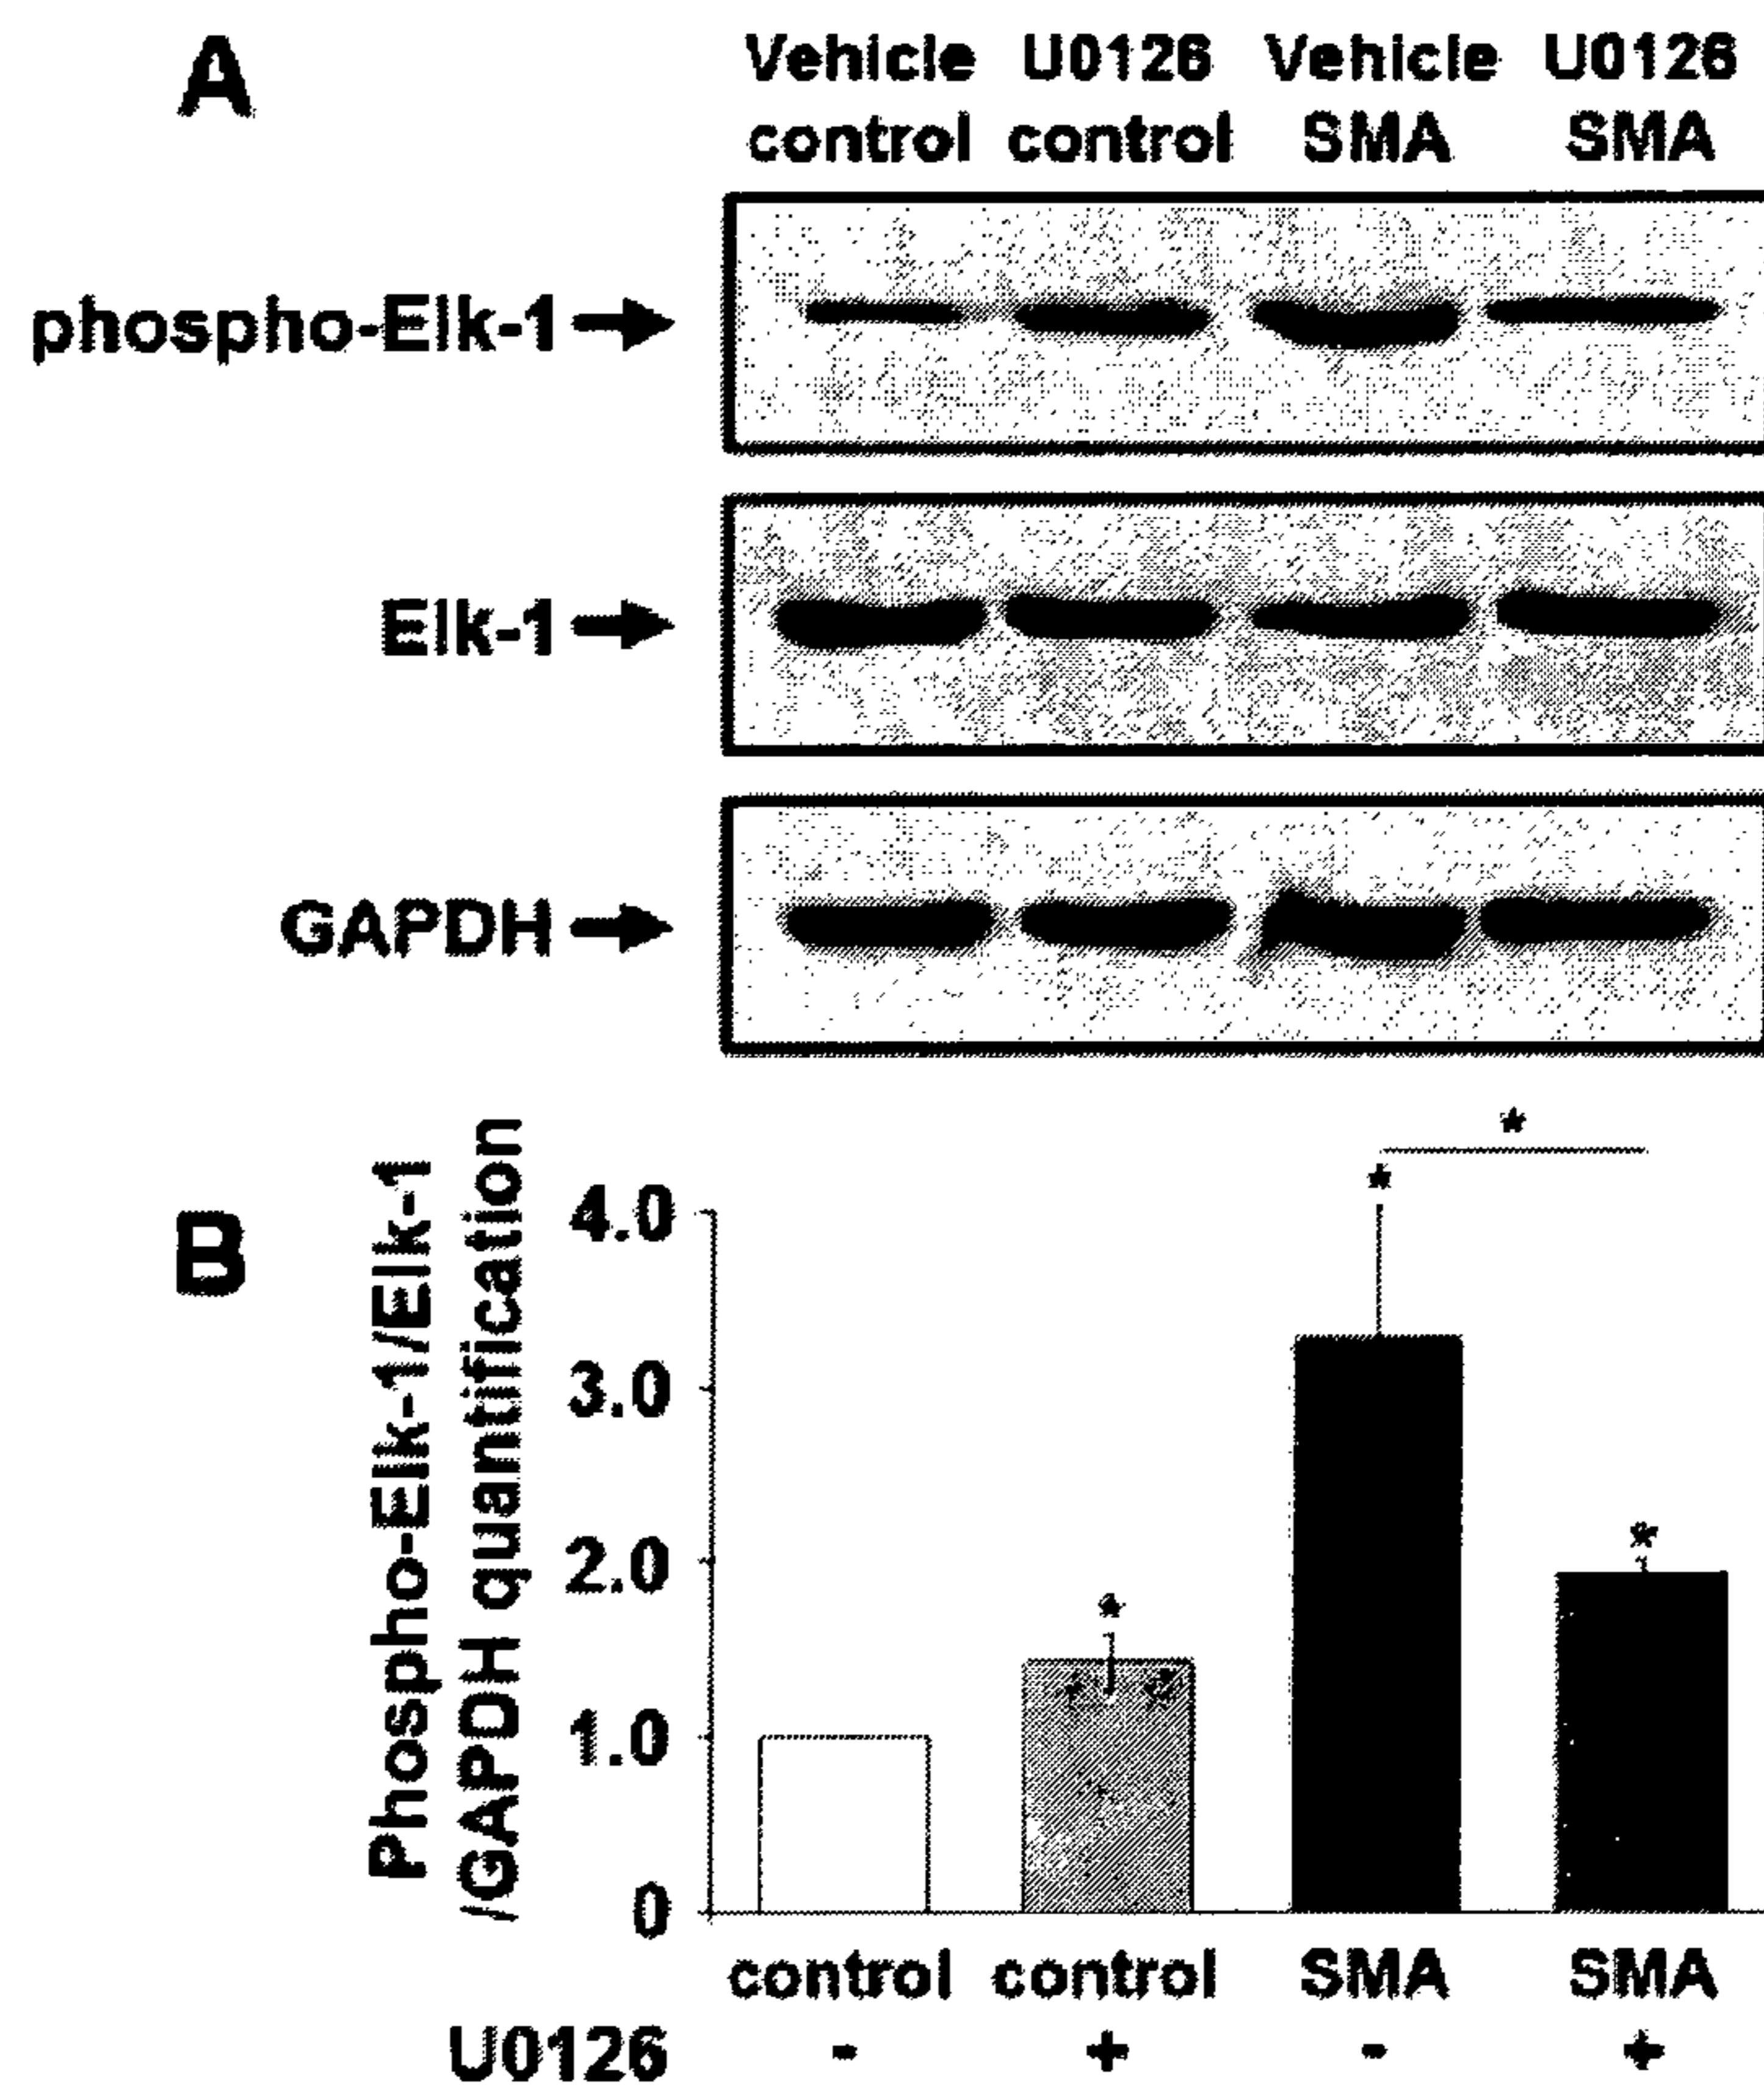 A
Vehicle U0126 Vehicle U0126
control control SMA SMA
phospho-Elk-1
Elk-1
GAPDH
*
*
B
Phospho-Elk-1/Elk-1
/GAPDH quantification
4.0
3.0
2.0
1.0
0
*
*
control control SMA SMA
U0126 - + - +